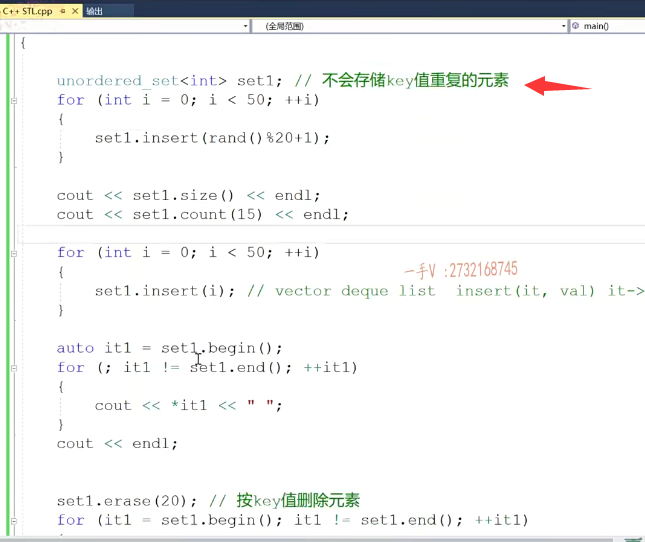 C++ STL.cpp 输出
(全局范围) main()
{
unordered_set<int> set1; // 不会存储key值重复的元素
for (int i = 0; i < 50; ++i)
{
set1.insert(rand()%20+1);
}
cout << set1.size() << endl;
cout << set1.count(15) << endl;
for (int i = 0; i < 50; ++i)
一手V :2732168745
{
set1.insert(i); // vector deque list insert(it, val) it->
}
auto it1 = set1.begin();
for (; it1 != set1.end(); ++it1)
{
cout << *it1 << " ";
}
cout << endl;
set1.erase(20); // 按key值删除元素
for (it1 = set1.begin(); it1 != set1.end(); ++it1)